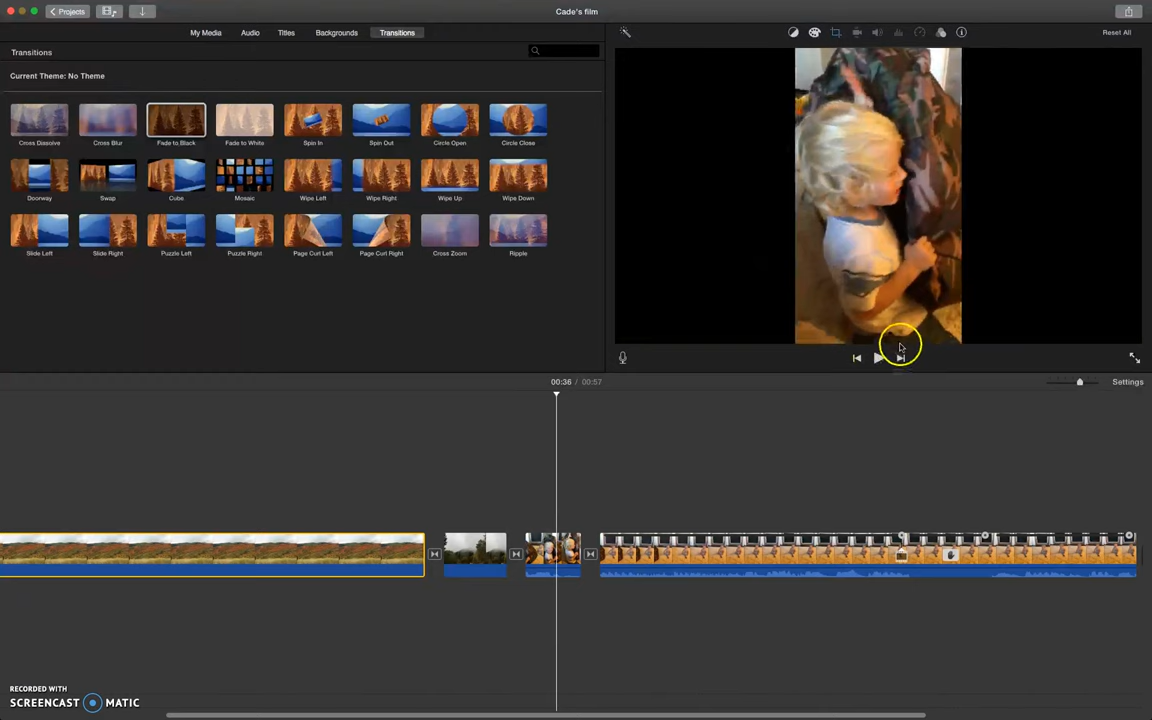 Projects
Cade's film
My Media Audio Titles Backgrounds Transitions
Reset All
Transitions
Current Theme: No Theme
Cross Dissolve Cross Blur Fade to Black Fade to White Spin In Spin Out Circle Open Circle Close
Doorway Swap Cube Mosaic Wipe Left Wipe Right Wipe Up Wipe Down
Slide Left Slide Right Puzzle Left Puzzle Right Page Curl Left Page Curl Right Cross Zoom Ripple
00:36 / 00:57
Settings
RECORDED WITH
SCREENCAST MATIC